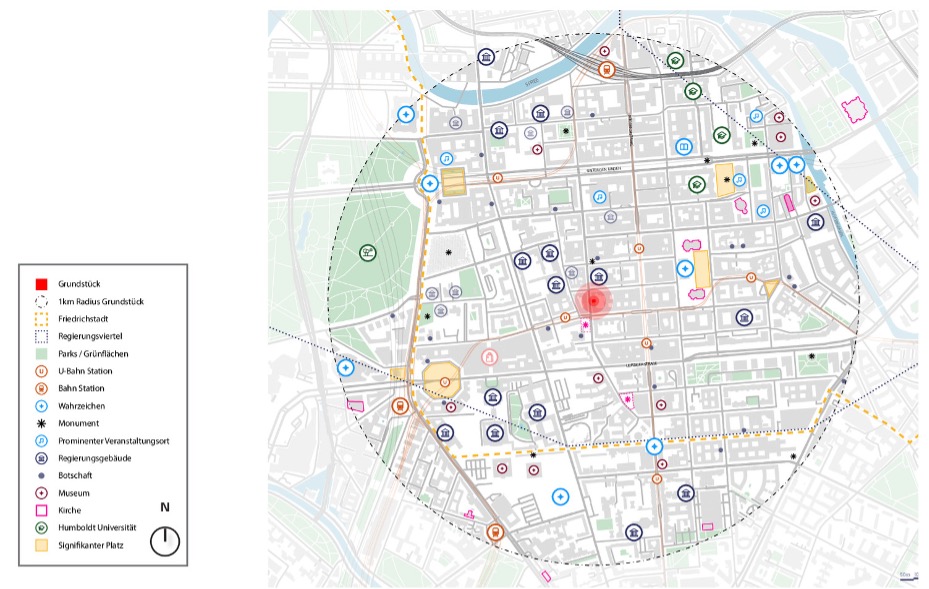 Grundstück
1km Radius Grundstück
Friedrichstadt
Regierungsviertel
Parks / Grünflächen
U-Bahn Station
Bahn Station
Wahrzeichen
Monument
Prominenter Veranstaltungsort
Regierungsgebäude
Botschaft
Museum
Kirche
Humboldt Universität
Signifikanter Platz
N
UNTER DEN LINDEN
LEIPZIGER STRAßE